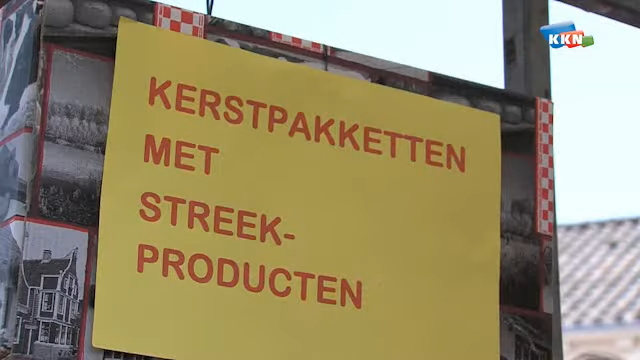 KKN
KERSTPAKKETTEN
MET
STREEK-
PRODUCTEN